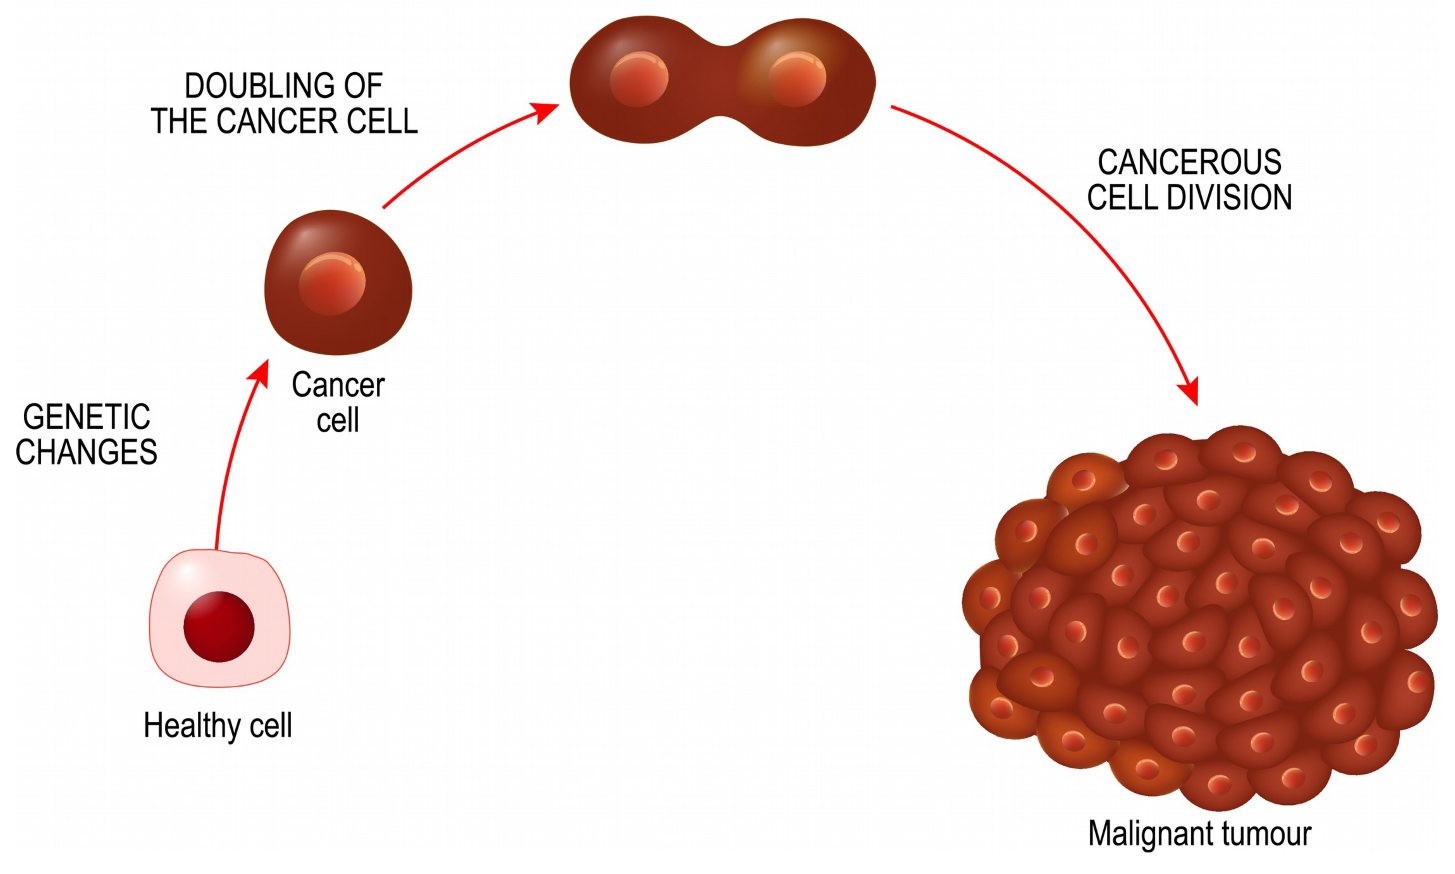 DOUBLING OF
THE CANCER CELL
CANCEROUS
CELL DIVISION
Cancer
cell
GENETIC
CHANGES
Healthy cell
Malignant tumour